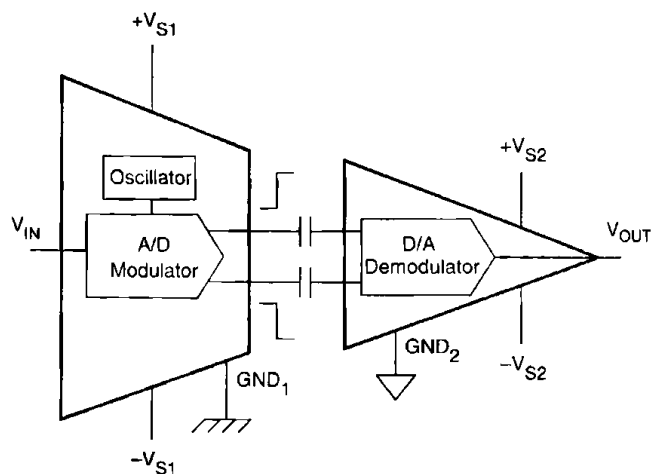 +V_S1
Oscillator
V_IN
A/D
Modulator
GND_1
-V_S1
+V_S2
D/A
Demodulator
V_OUT
GND_2
-V_S2